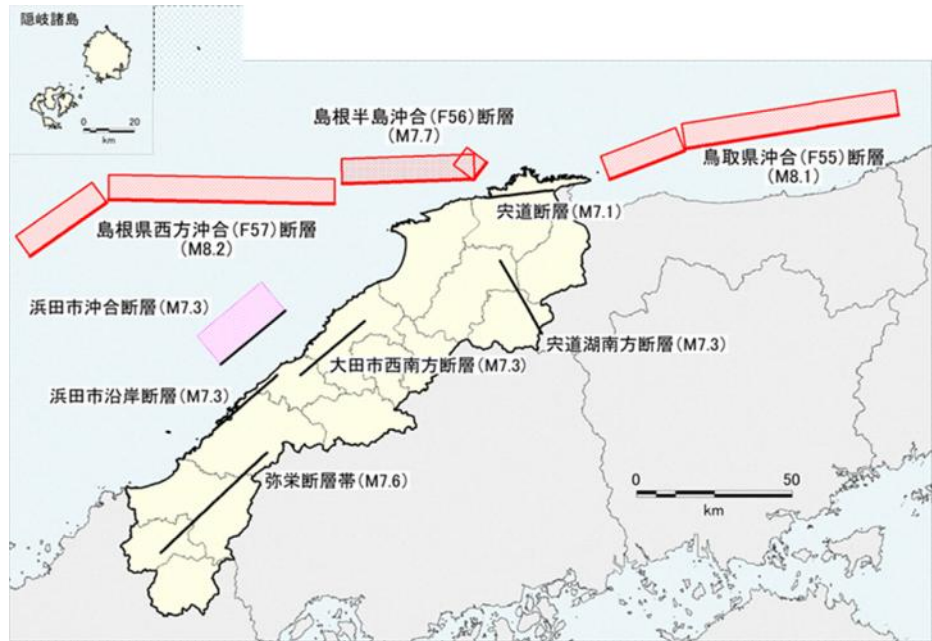 隠岐諸島
0 20
km
島根半島沖合(F56)断層
(M7.7)
鳥取県沖合(F55)断層
(M8.1)
宍道断層(M7.1)
島根県西方沖合(F57)断層
(M8.2)
浜田市沖合断層(M7.3)
宍道湖南方断層(M7.3)
大田市西南方断層(M7.3)
浜田市沿岸断層(M7.3)
弥栄断層帯(M7.6)
0 50
km